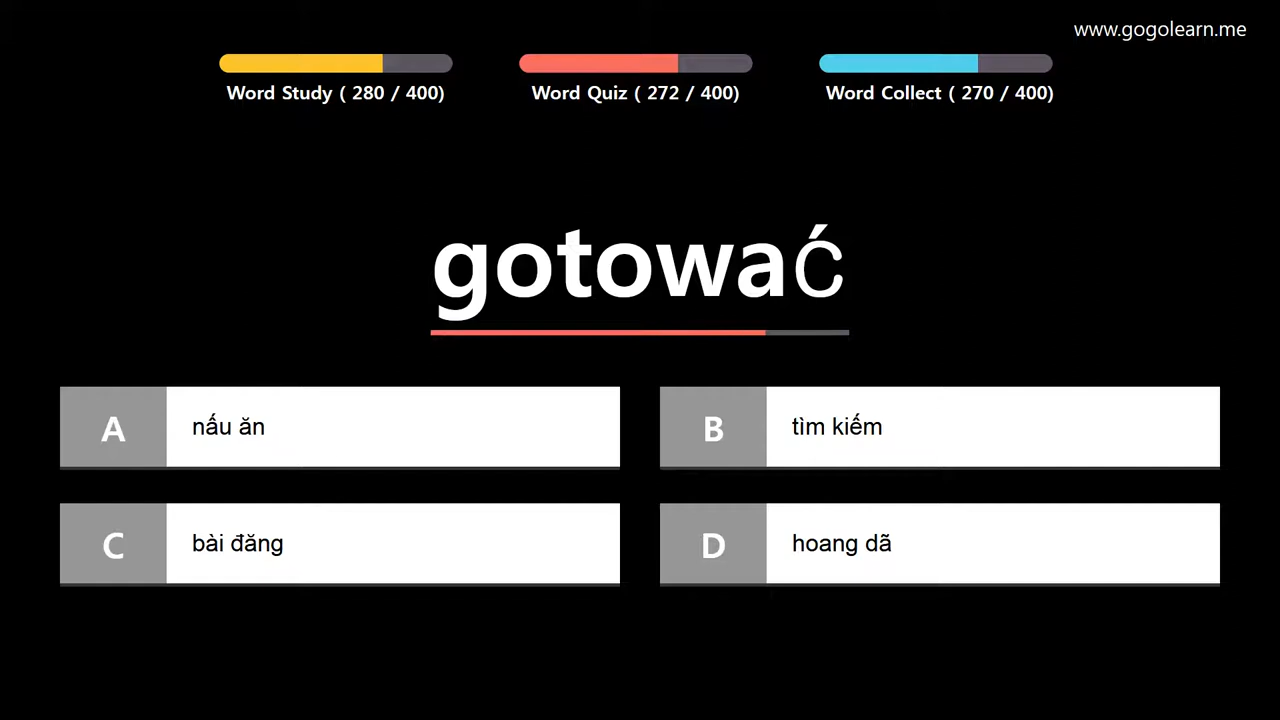 www.gogolearn.me
Word Study ( 280 / 400)
Word Quiz ( 272 / 400)
Word Collect ( 270 / 400)
gotować
A nấu ăn
B tìm kiếm
C bài đăng
D hoang dã